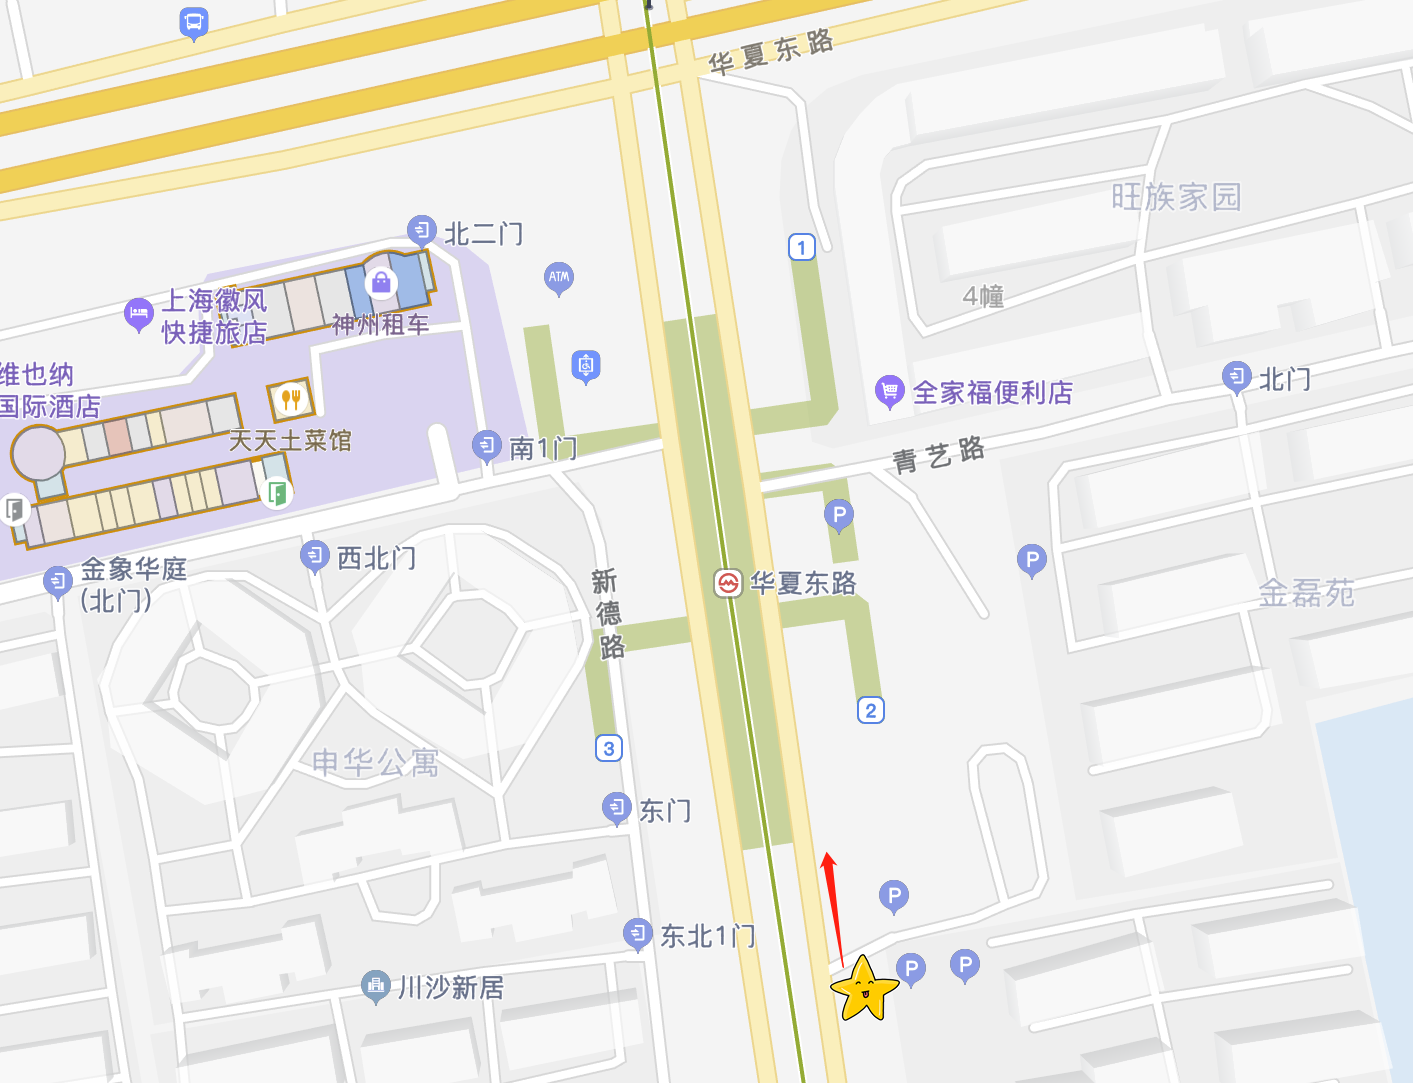 华夏东路
旺族家园
北二门
ATM
1
上海徽风
快捷旅店
神州租车
4幢
维也纳
国际酒店
全家福便利店
北门
天天土菜馆
南1门
青艺路
P
西北门
金象华庭
(北门)
新德路
华夏东路
P
金磊苑
2
3
申华公寓
东门
P
东北1门
P
P
川沙新居